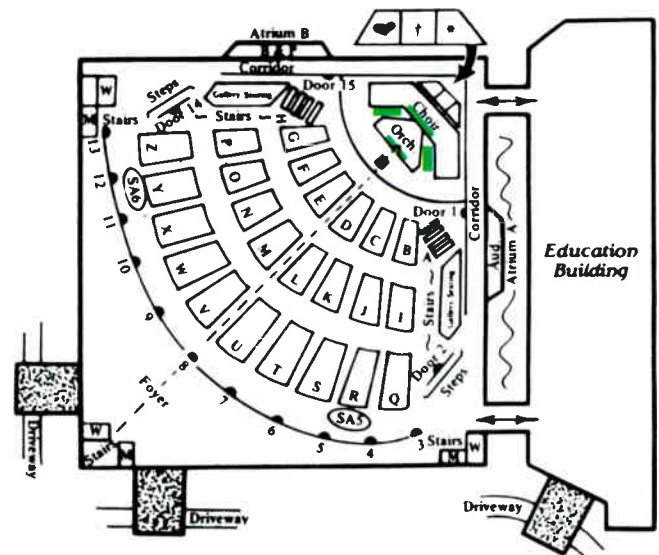 Atrium B
B & P
Corridor
Door 15
Steps
Door 14
Stairs
Gallery Seating
W
M
Stairs
Choir
Orch
H
G
F
E
D
C
B
A
Door 1
Corridor
Aud.
Atrium A
Education
Building
P
O
N
M
L
K
J
I
Stairs
Gallery Seating
Door 2
Steps
Z
Y
X
W
V
U
T
S
R
Q
SA6
SA5
13
12
11
10
9
8
7
6
5
4
3
Foyer
W
Stairs
M
Stairs
M
W
Driveway
Driveway
Driveway